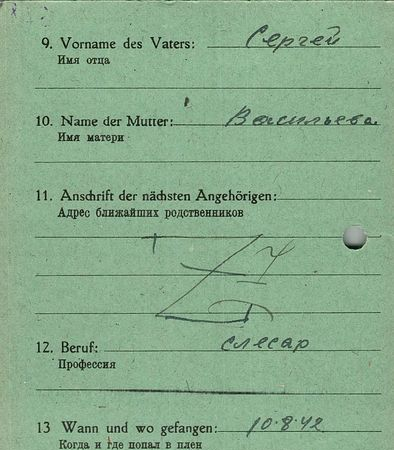 9. Vorname des Vaters: Сергей
Имя отца
10. Name der Mutter: Васильева
Имя матери
11. Anschrift der nächsten Angehörigen:
Адрес ближайших родственников
12. Beruf: слесар
Профессия
13 Wann und wo gefangen: 10.8.42
Когда и где попал в плен